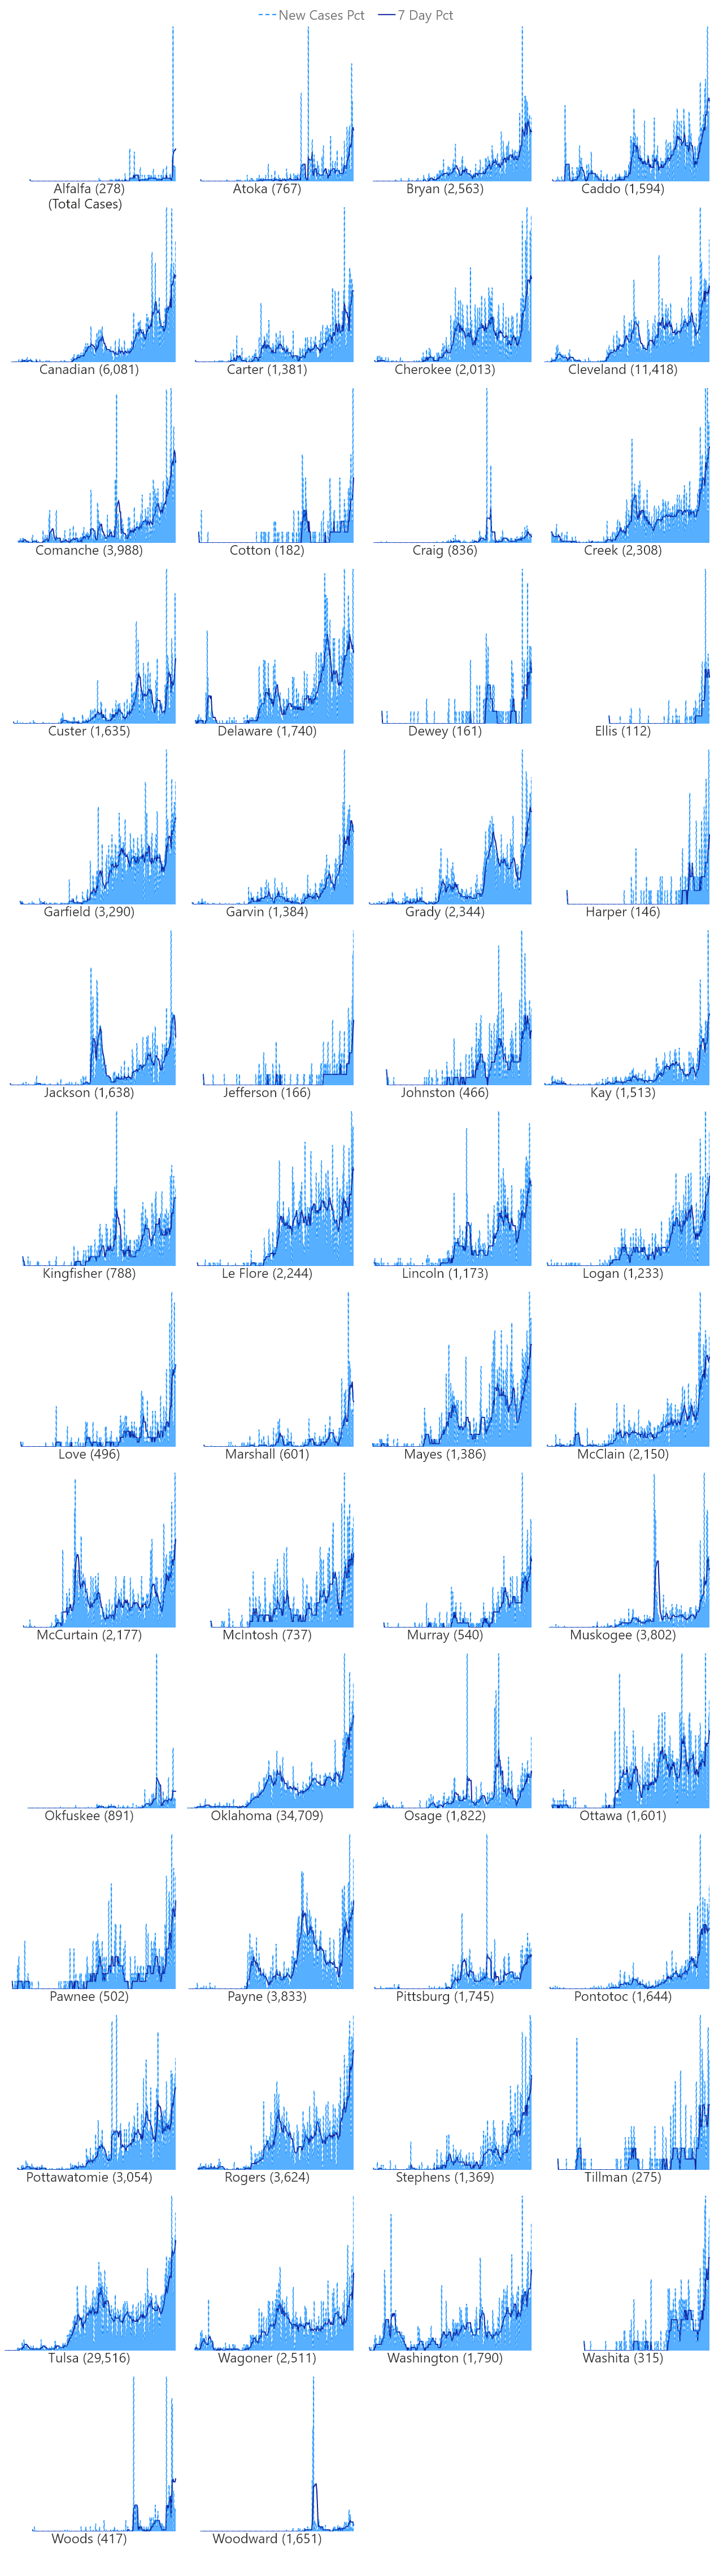 New Cases Pct 7 Day Pct
Alfalfa (278) Atoka (767) Bryan (2,563) Caddo (1,594)
(Total Cases)
Canadian (6,081) Carter (1,381) Cherokee (2,013) Cleveland (11,418)
Comanche (3,988) Cotton (182) Craig (836) Creek (2,308)
Custer (1,635) Delaware (1,740) Dewey (161) Ellis (112)
Garfield (3,290) Garvin (1,384) Grady (2,344) Harper (146)
Jackson (1,638) Jefferson (166) Johnston (466) Kay (1,513)
Kingfisher (788) Le Flore (2,244) Lincoln (1,173) Logan (1,233)
Love (496) Marshall (601) Mayes (1,386) McClain (2,150)
McCurtain (2,177) McIntosh (737) Murray (540) Muskogee (3,802)
Okfuskee (891) Oklahoma (34,709) Osage (1,822) Ottawa (1,601)
Pawnee (502) Payne (3,833) Pittsburg (1,745) Pontotoc (1,644)
Pottawatomie (3,054) Rogers (3,624) Stephens (1,369) Tillman (275)
Tulsa (29,516) Wagoner (2,511) Washington (1,790) Washita (315)
Woods (417) Woodward (1,651)